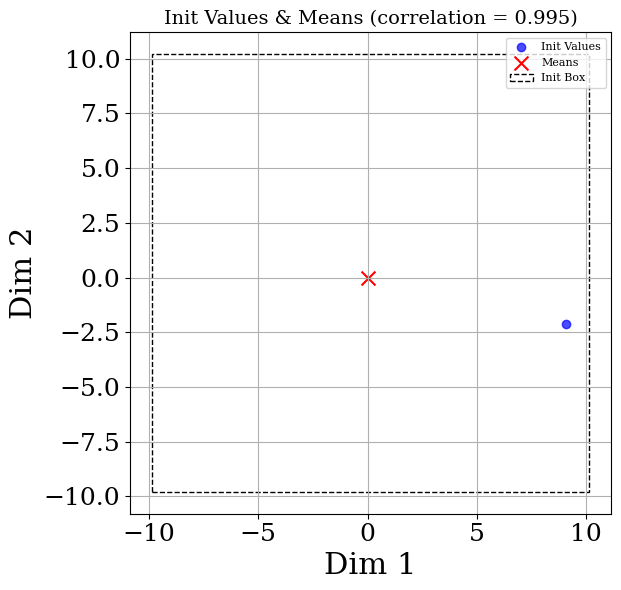 Init Values & Means (correlation = 0.995)
Init Values
Means
Init Box
Dim 2
10.0
7.5
5.0
2.5
0.0
−2.5
−5.0
−7.5
−10.0
−10 −5 0 5 10
Dim 1